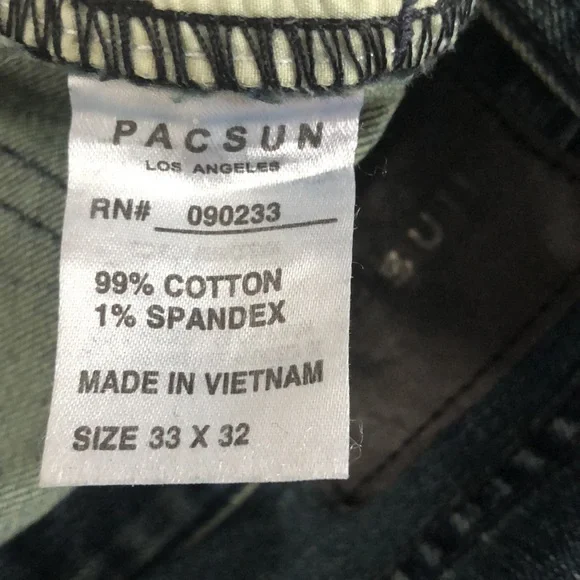 PACSUN
LOS ANGELES
RN# 090233
99% COTTON
1% SPANDEX
MADE IN VIETNAM
SIZE 33 X 32